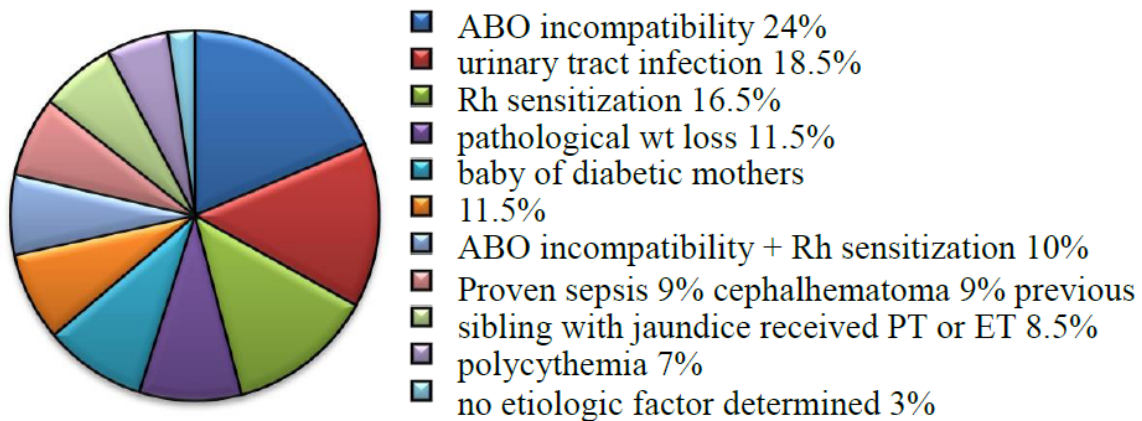 ABO incompatibility 24%
urinary tract infection 18.5%
Rh sensitization 16.5%
pathological wt loss 11.5%
baby of diabetic mothers
11.5%
ABO incompatibility + Rh sensitization 10%
Proven sepsis 9% cephalhematoma 9% previous
sibling with jaundice received PT or ET 8.5%
polycythemia 7%
no etiologic factor determined 3%